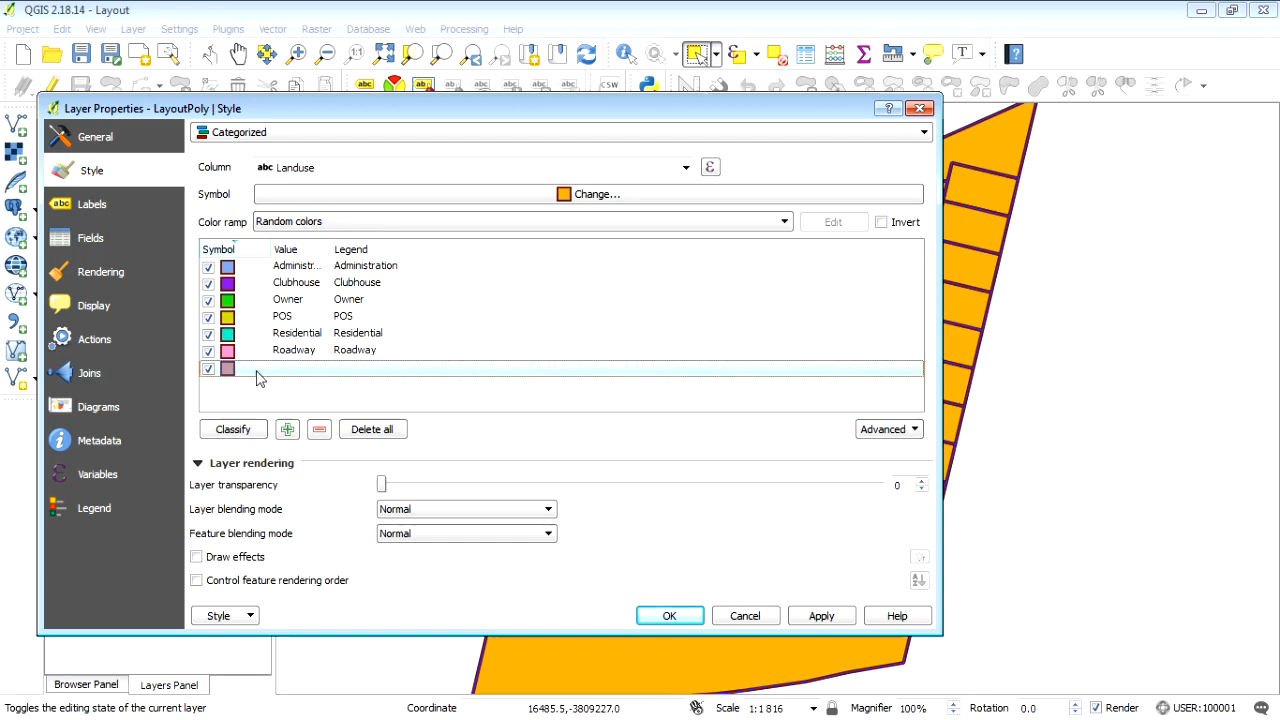 QGIS 2.18.14 - Layout
Project Edit View Layer Settings Plugins Vector Raster Database Web Processing Help
abc abc CSW
Layer Properties - LayoutPoly | Style
General
Style
Labels
Fields
Rendering
Display
Actions
Joins
Diagrams
Metadata
Variables
Legend
Categorized
Column abc Landuse
Symbol Change...
Color ramp Random colors Edit Invert
Symbol Value Legend
Administr... Administration
Clubhouse Clubhouse
Owner Owner
POS POS
Residential Residential
Roadway Roadway
Classify Delete all Advanced
Layer rendering
Layer transparency 0
Layer blending mode Normal
Feature blending mode Normal
Draw effects
Control feature rendering order
Style OK Cancel Apply Help
Browser Panel Layers Panel
Toggles the editing state of the current layer Coordinate 16485.5,-3809227.0 Scale 1:1 816 Magnifier 100% Rotation 0.0 Render USER:100001